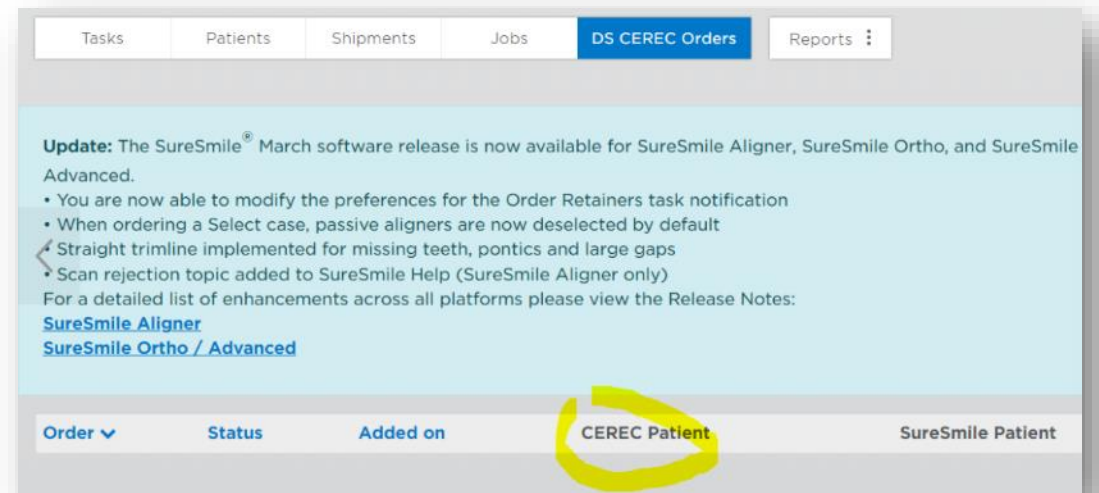 Tasks Patients Shipments Jobs DS CEREC Orders Reports
Update: The SureSmile® March software release is now available for SureSmile Aligner, SureSmile Ortho, and SureSmile
Advanced.
• You are now able to modify the preferences for the Order Retainers task notification
• When ordering a Select case, passive aligners are now deselected by default
• Straight trimline implemented for missing teeth, pontics and large gaps
• Scan rejection topic added to SureSmile Help (SureSmile Aligner only)
For a detailed list of enhancements across all platforms please view the Release Notes:
SureSmile Aligner
SureSmile Ortho / Advanced
Order Status Added on CEREC Patient SureSmile Patient